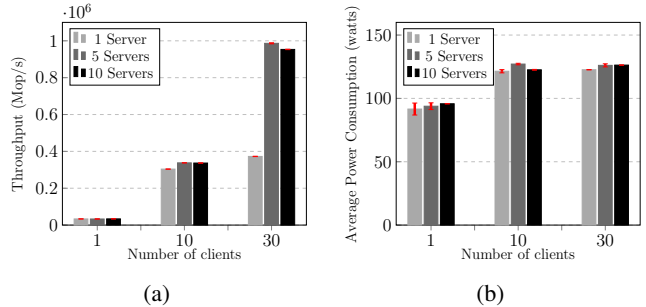 ·10⁶
1 Server
5 Servers
10 Servers
Throughput (Mop/s)
1
0.8
0.6
0.4
0.2
0
1
10
30
Number of clients
(a)
1 Server
5 Servers
10 Servers
Average Power Consumption (watts)
150
100
50
0
1
10
30
Number of clients
(b)